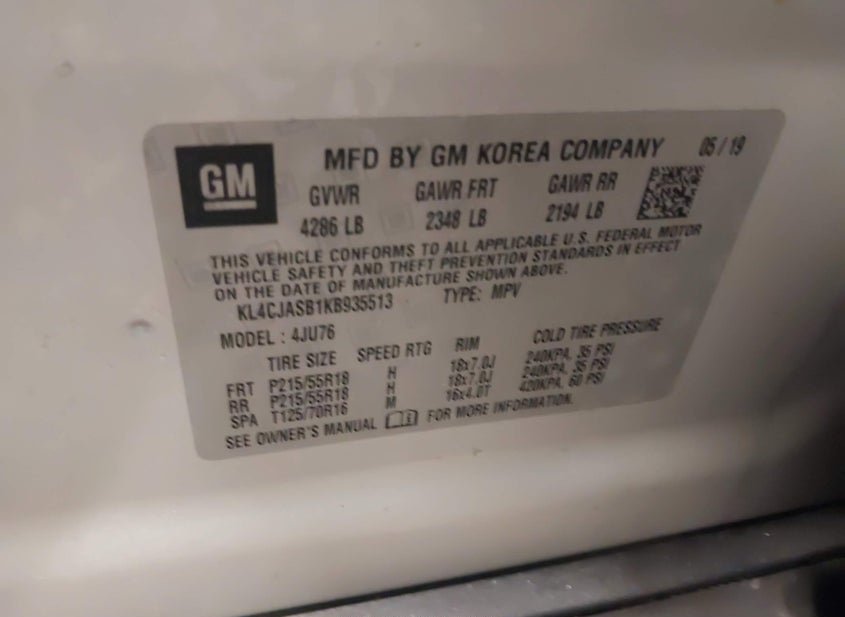 GM
MFD BY GM KOREA COMPANY 05/19
GVWR GAWR FRT GAWR RR
4286 LB 2348 LB 2194 LB
THIS VEHICLE CONFORMS TO ALL APPLICABLE U.S. FEDERAL MOTOR
VEHICLE SAFETY AND THEFT PREVENTION STANDARDS IN EFFECT
ON THE DATE OF MANUFACTURE SHOWN ABOVE.
KL4CJASB1KB935513 TYPE: MPV
MODEL : 4JU76
TIRE SIZE SPEED RTG RIM COLD TIRE PRESSURE
FRT P215/55R18 H 18x7.0J 240KPA, 35 PSI
RR P215/55R18 H 18x7.0J 240KPA, 35 PSI
SPA T125/70R16 M 16x4.0T 420KPA, 60 PSI
SEE OWNER'S MANUAL FOR MORE INFORMATION.